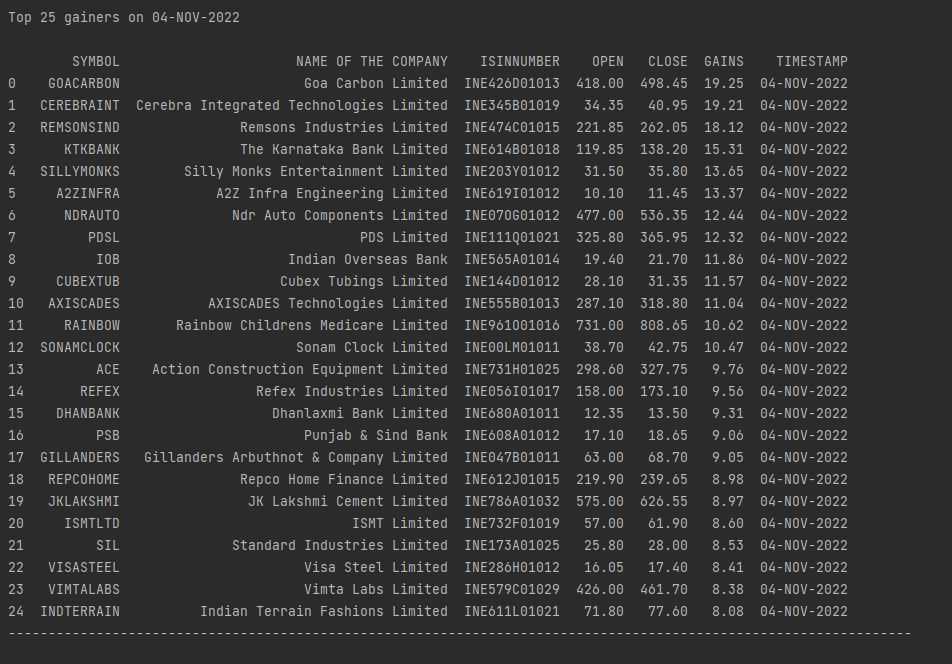 Top 25 gainers on 04-NOV-2022
SYMBOL NAME OF THE COMPANY ISINNUMBER OPEN CLOSE GAINS TIMESTAMP
0 GOACARBON Goa Carbon Limited INE426D01013 418.00 498.45 19.25 04-NOV-2022
1 CEREBRAINT Cerebra Integrated Technologies Limited INE345B01019 34.35 40.95 19.21 04-NOV-2022
2 REMSONSIND Remsons Industries Limited INE474C01015 221.85 262.05 18.12 04-NOV-2022
3 KTKBANK The Karnataka Bank Limited INE614B01018 119.85 138.20 15.31 04-NOV-2022
4 SILLYMONKS Silly Monks Entertainment Limited INE203Y01012 31.50 35.80 13.65 04-NOV-2022
5 A2ZINFRA A2Z Infra Engineering Limited INE619I01012 10.10 11.45 13.37 04-NOV-2022
6 NDRAUTO Ndr Auto Components Limited INE07OG01012 477.00 536.35 12.44 04-NOV-2022
7 PDSL PDS Limited INE111Q01021 325.80 365.95 12.32 04-NOV-2022
8 IOB Indian Overseas Bank INE565A01014 19.40 21.70 11.86 04-NOV-2022
9 CUBEXTUB Cubex Tubings Limited INE144D01012 28.10 31.35 11.57 04-NOV-2022
10 AXISCADES AXISCADES Technologies Limited INE555B01013 287.10 318.80 11.04 04-NOV-2022
11 RAINBOW Rainbow Childrens Medicare Limited INE961O01016 731.00 808.65 10.62 04-NOV-2022
12 SONAMCLOCK Sonam Clock Limited INE00LM01011 38.70 42.75 10.47 04-NOV-2022
13 ACE Action Construction Equipment Limited INE731H01025 298.60 327.75 9.76 04-NOV-2022
14 REFEX Refex Industries Limited INE056I01017 158.00 173.10 9.56 04-NOV-2022
15 DHANBANK Dhanlaxmi Bank Limited INE680A01011 12.35 13.50 9.31 04-NOV-2022
16 PSB Punjab & Sind Bank INE608A01012 17.10 18.65 9.06 04-NOV-2022
17 GILLANDERS Gillanders Arbuthnot & Company Limited INE047B01011 63.00 68.70 9.05 04-NOV-2022
18 REPCOHOME Repco Home Finance Limited INE612J01015 219.90 239.65 8.98 04-NOV-2022
19 JKLAKSHMI JK Lakshmi Cement Limited INE786A01032 575.00 626.55 8.97 04-NOV-2022
20 ISMTLTD ISMT Limited INE732F01019 57.00 61.90 8.60 04-NOV-2022
21 SIL Standard Industries Limited INE173A01025 25.80 28.00 8.53 04-NOV-2022
22 VISASTEEL Visa Steel Limited INE286H01012 16.05 17.40 8.41 04-NOV-2022
23 VIMTALABS Vimta Labs Limited INE579C01029 426.00 461.70 8.38 04-NOV-2022
24 INDTERRAIN Indian Terrain Fashions Limited INE611L01021 71.80 77.60 8.08 04-NOV-2022
-----------------------------------------------------------------------------------------------------------------